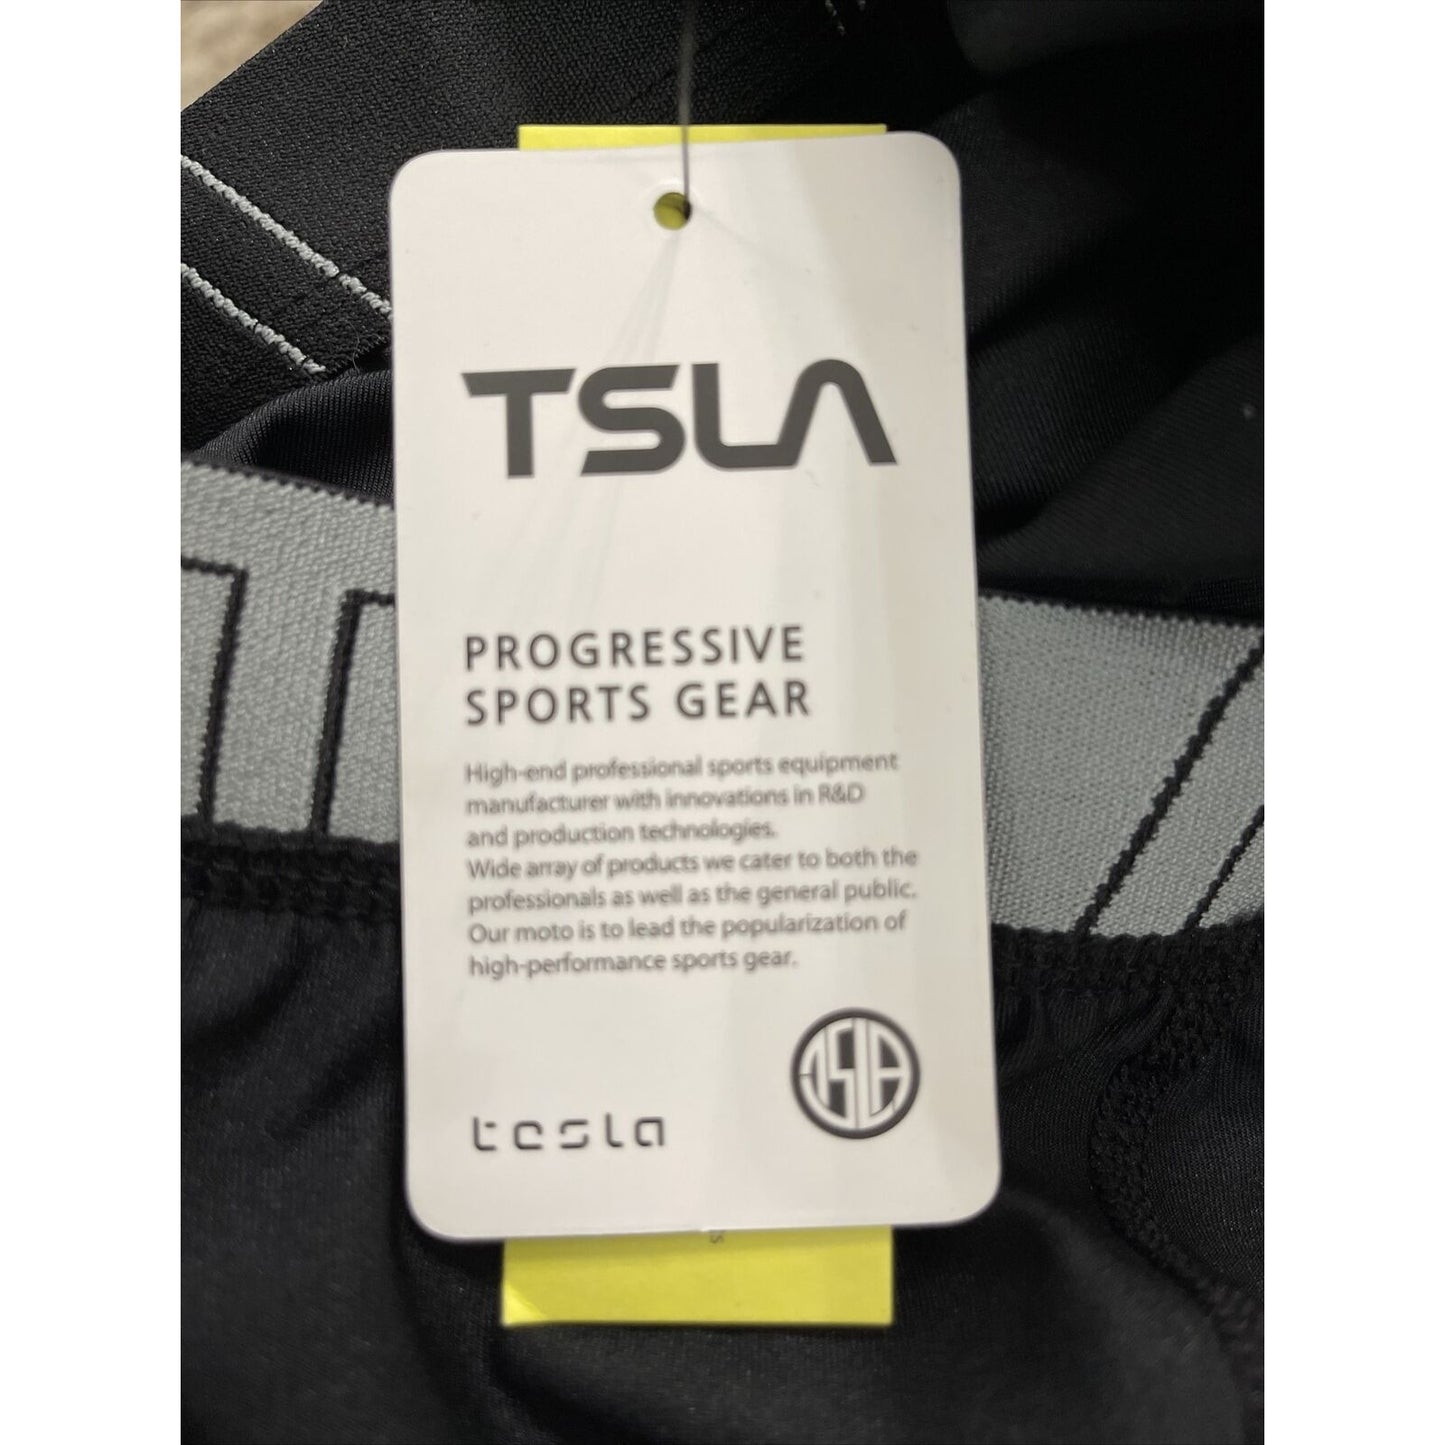 TSLA
PROGRESSIVE
SPORTS GEAR
High-end professional sports equipment
manufacturer with innovations in R&D
and production technologies.
Wide array of products we cater to both the
professionals as well as the general public.
Our moto is to lead the popularization of
high-performance sports gear.
TSLA
tesla